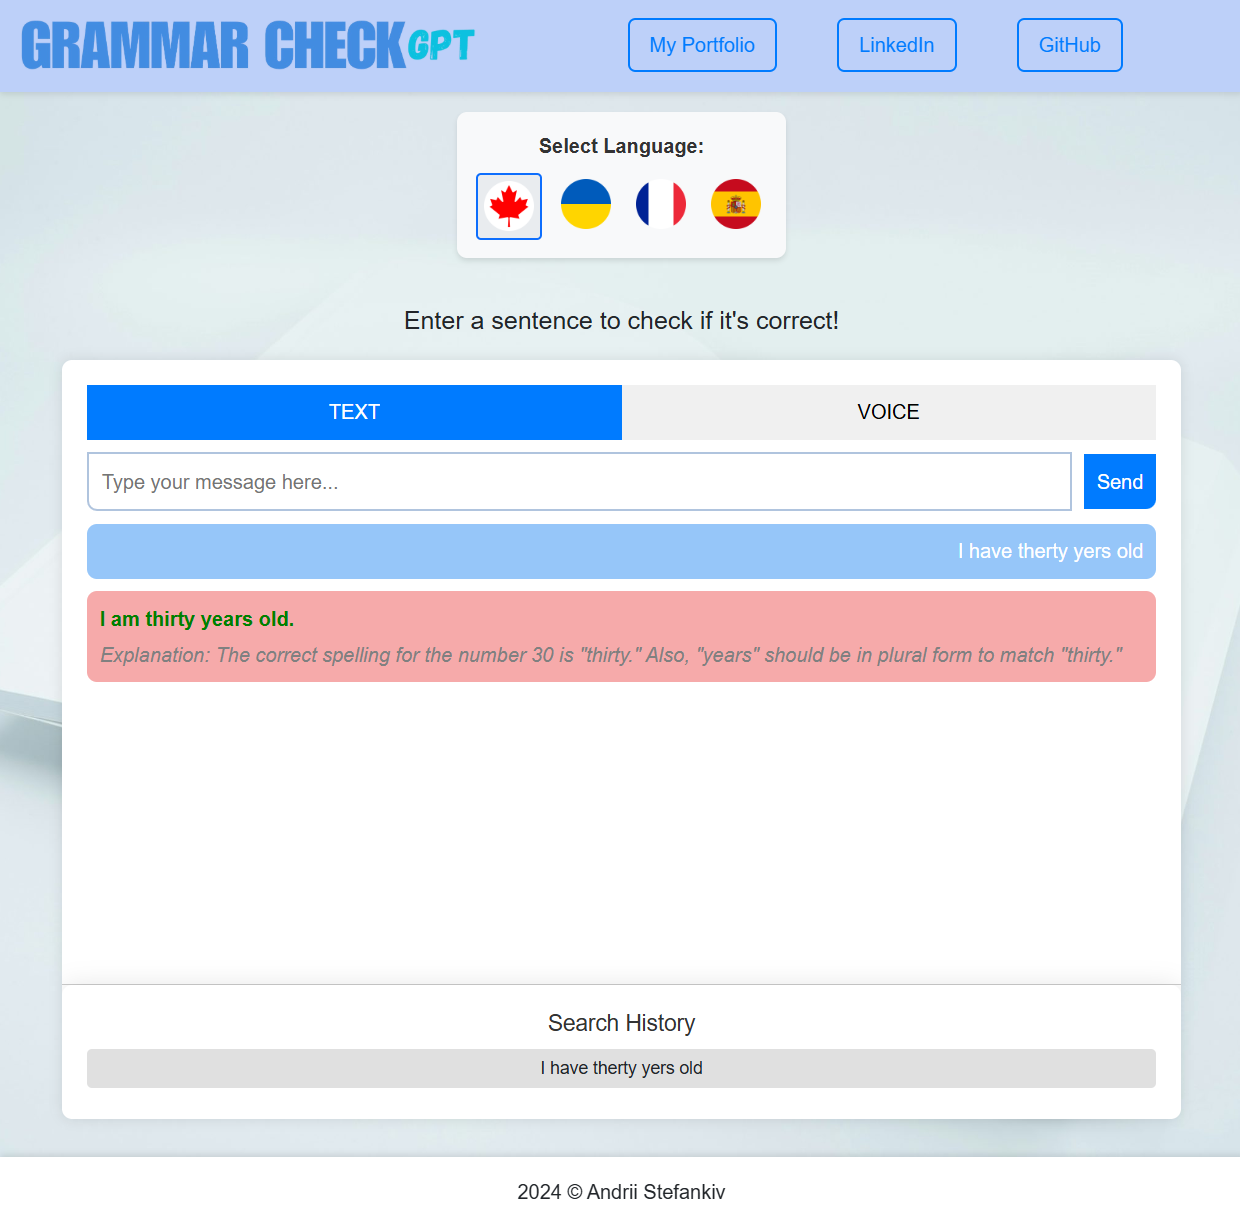 GRAMMAR CHECKGPT
My Portfolio
LinkedIn
GitHub
Select Language:
Enter a sentence to check if it's correct!
TEXT
VOICE
Type your message here...
Send
I have therty yers old
I am thirty years old.
Explanation: The correct spelling for the number 30 is "thirty." Also, "years" should be in plural form to match "thirty."
Search History
I have therty yers old
2024 © Andrii Stefankiv